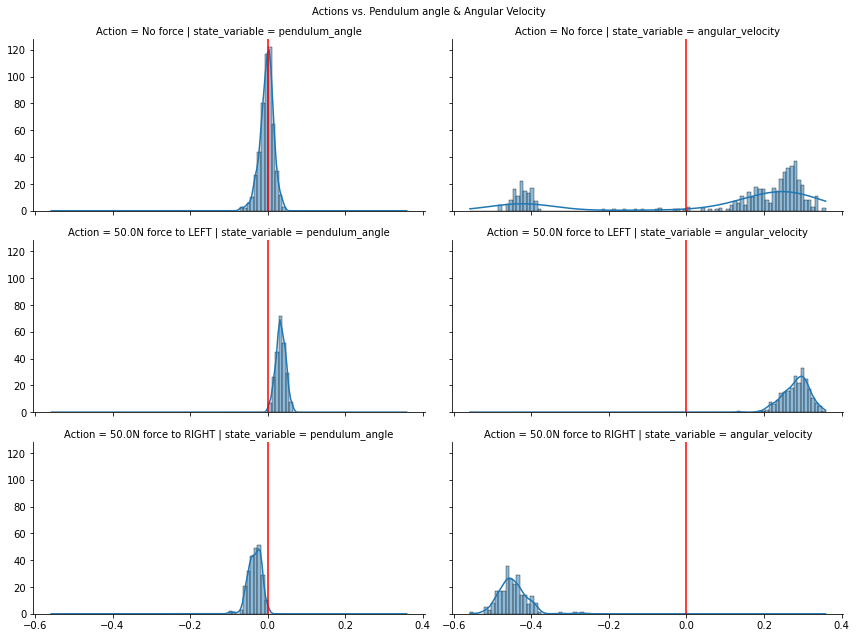 Actions vs. Pendulum angle & Angular Velocity
Action = No force | state_variable = pendulum_angle
Action = No force | state_variable = angular_velocity
120
100
80
60
40
20
0
Action = 50.0N force to LEFT | state_variable = pendulum_angle
Action = 50.0N force to LEFT | state_variable = angular_velocity
120
100
80
60
40
20
0
Action = 50.0N force to RIGHT | state_variable = pendulum_angle
Action = 50.0N force to RIGHT | state_variable = angular_velocity
120
100
80
60
40
20
0
−0.6 −0.4 −0.2 0.0 0.2 0.4
−0.6 −0.4 −0.2 0.0 0.2 0.4